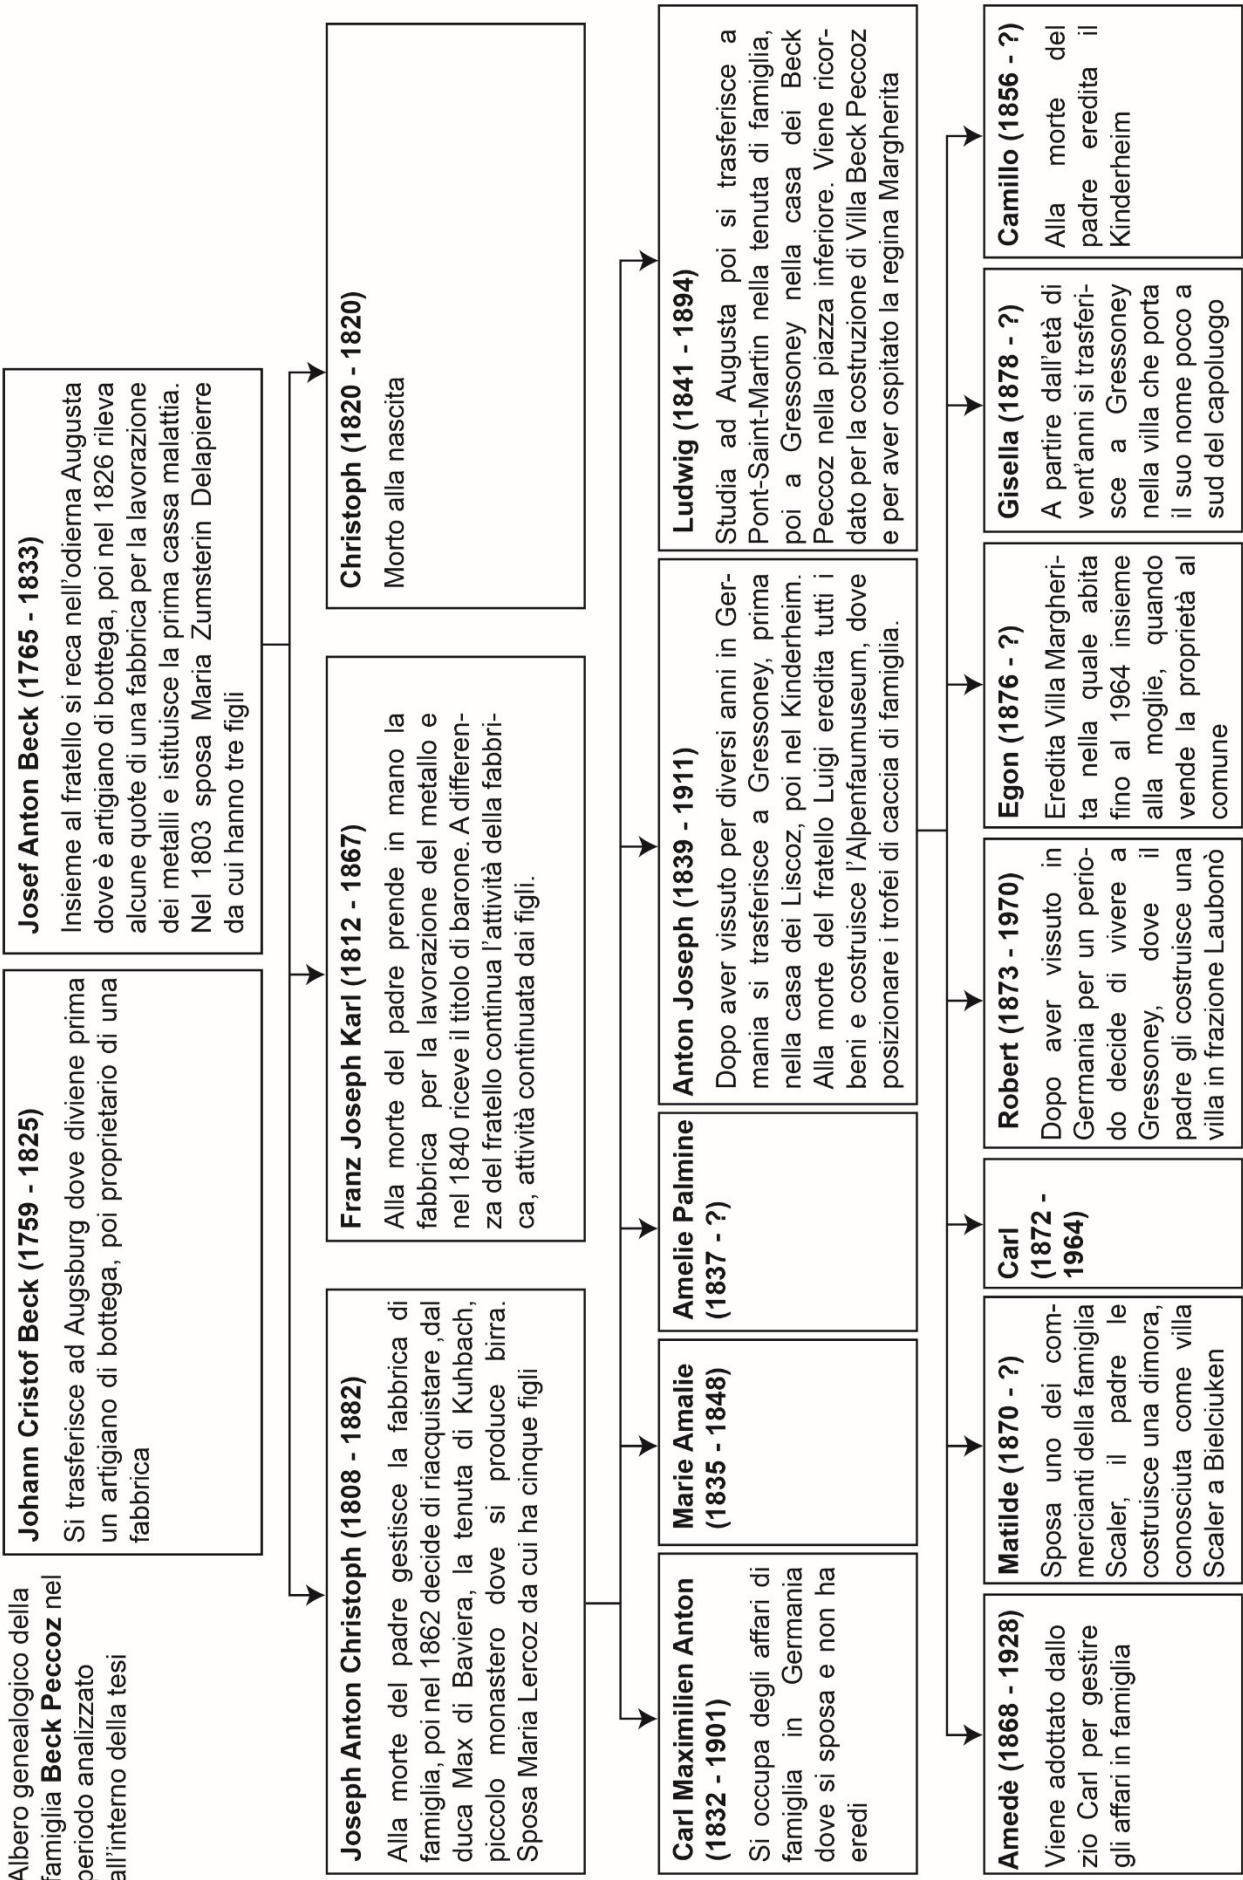 Albero genealogico della
famiglia Beck Peccoz nel
periodo analizzato
all'interno della tesi
Johann Cristof Beck (1759 - 1825)
Si trasferisce ad Augsburg dove diviene prima
un artigiano di bottega, poi proprietario di una
fabbrica
Josef Anton Beck (1765 - 1833)
Insieme al fratello si reca nell'odierna Augusta
dove è artigiano di bottega, poi nel 1826 rileva
alcune quote di una fabbrica per la lavorazione
dei metalli e istituisce la prima cassa malattia.
Nel 1803 sposa Maria Zumsterin Delapierre
da cui hanno tre figli
Joseph Anton Christoph (1808 - 1882)
Alla morte del padre gestisce la fabbrica di
famiglia, poi nel 1862 decide di riacquistare ,dal
duca Max di Baviera, la tenuta di Kuhbach,
piccolo monastero dove si produce birra.
Sposa Maria Lercoz da cui ha cinque figli
Franz Joseph Karl (1812 - 1867)
Alla morte del padre prende in mano la
fabbrica per la lavorazione del metallo e
nel 1840 riceve il titolo di barone. A differen-
za del fratello continua l'attività della fabbri-
ca, attività continuata dai figli.
Christoph (1820 - 1820)
Morto alla nascita
Carl Maximilien Anton
(1832 - 1901)
Si occupa degli affari di
famiglia in Germania
dove si sposa e non ha
eredi
Marie Amalie
(1835 - 1848)
Amelie Palmine
(1837 - ?)
Anton Joseph (1839 - 1911)
Dopo aver vissuto per diversi anni in Ger-
mania si trasferisce a Gressoney, prima
nella casa dei Liscoz, poi nel Kinderheim.
Alla morte del fratello Luigi eredita tutti i
beni e costruisce l'Alpenfaumuseum, dove
posizionare i trofei di caccia di famiglia.
Ludwig (1841 - 1894)
Studia ad Augusta poi si trasferisce a
Pont-Saint-Martin nella tenuta di famiglia,
poi a Gressoney nella casa dei Beck
Peccoz nella piazza inferiore. Viene ricor-
dato per la costruzione di Villa Beck Peccoz
e per aver ospitato la regina Margherita
Amedè (1868 - 1928)
Viene adottato dallo
zio Carl per gestire
gli affari in famiglia
Matilde (1870 - ?)
Sposa uno dei com-
mercianti della famiglia
Scaler, il padre le
costruisce una dimora,
conosciuta come villa
Scaler a Bielciuken
Carl
(1872 -
1964)
Robert (1873 - 1970)
Dopo aver vissuto in
Germania per un perio-
do decide di vivere a
Gressoney, dove il
padre gli costruisce una
villa in frazione Laubonò
Egon (1876 - ?)
Eredita Villa Margheri-
ta nella quale abita
fino al 1964 insieme
alla moglie, quando
vende la proprietà al
comune
Gisella (1878 - ?)
A partire dall'età di
vent'anni si trasferi-
sce a Gressoney
nella villa che porta
il suo nome poco a
sud del capoluogo
Camillo (1856 - ?)
Alla morte del
padre eredita il
Kinderheim